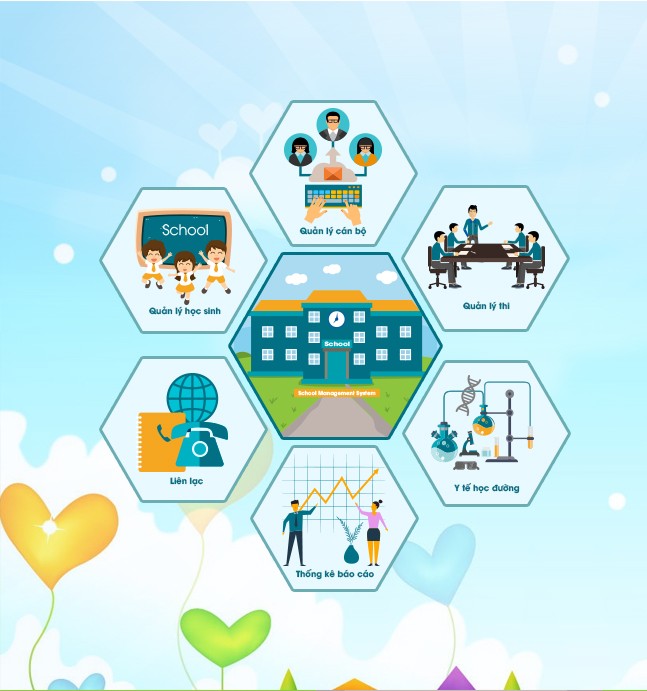 Quản lý cán bộ
School
Quản lý học sinh
Quản lý thi
School
School Management System
Liên lạc
Y tế học đường
Thống kê báo cáo